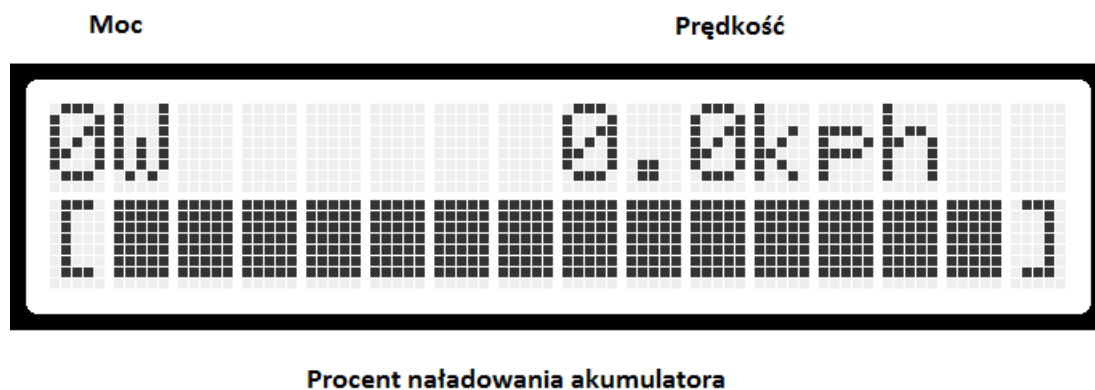 Moc Prędkość
0W 0.0kph
[██████████████]
Procent naładowania akumulatora